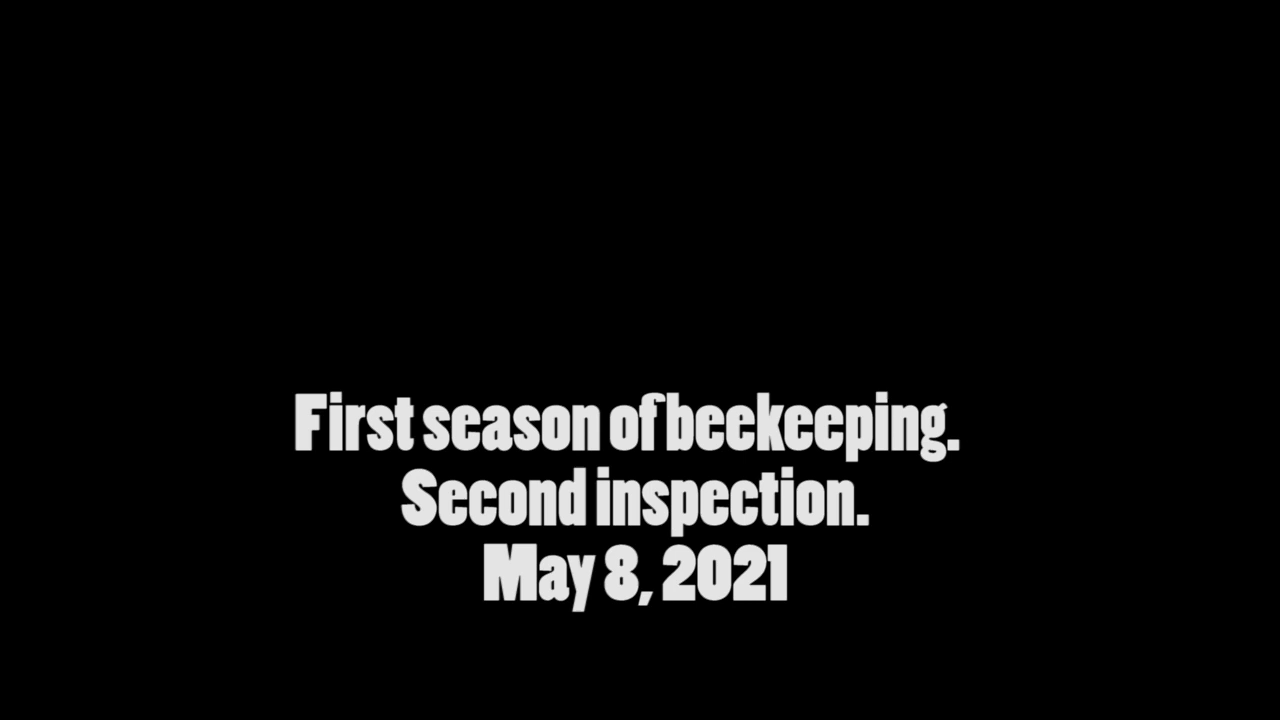 First season of beekeeping.
Second inspection.
May 8, 2021